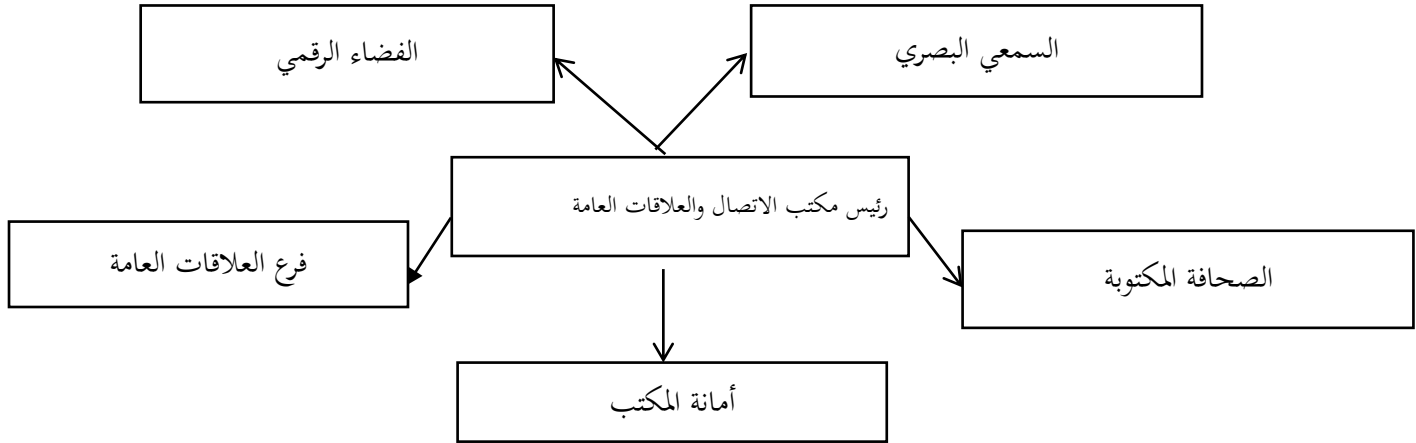 السمعي البصري
الفضاء الرقمي
رئيس مكتب الاتصال والعلاقات العامة
الصحافة المكتوبة
فرع العلاقات العامة
أمانة المكتب